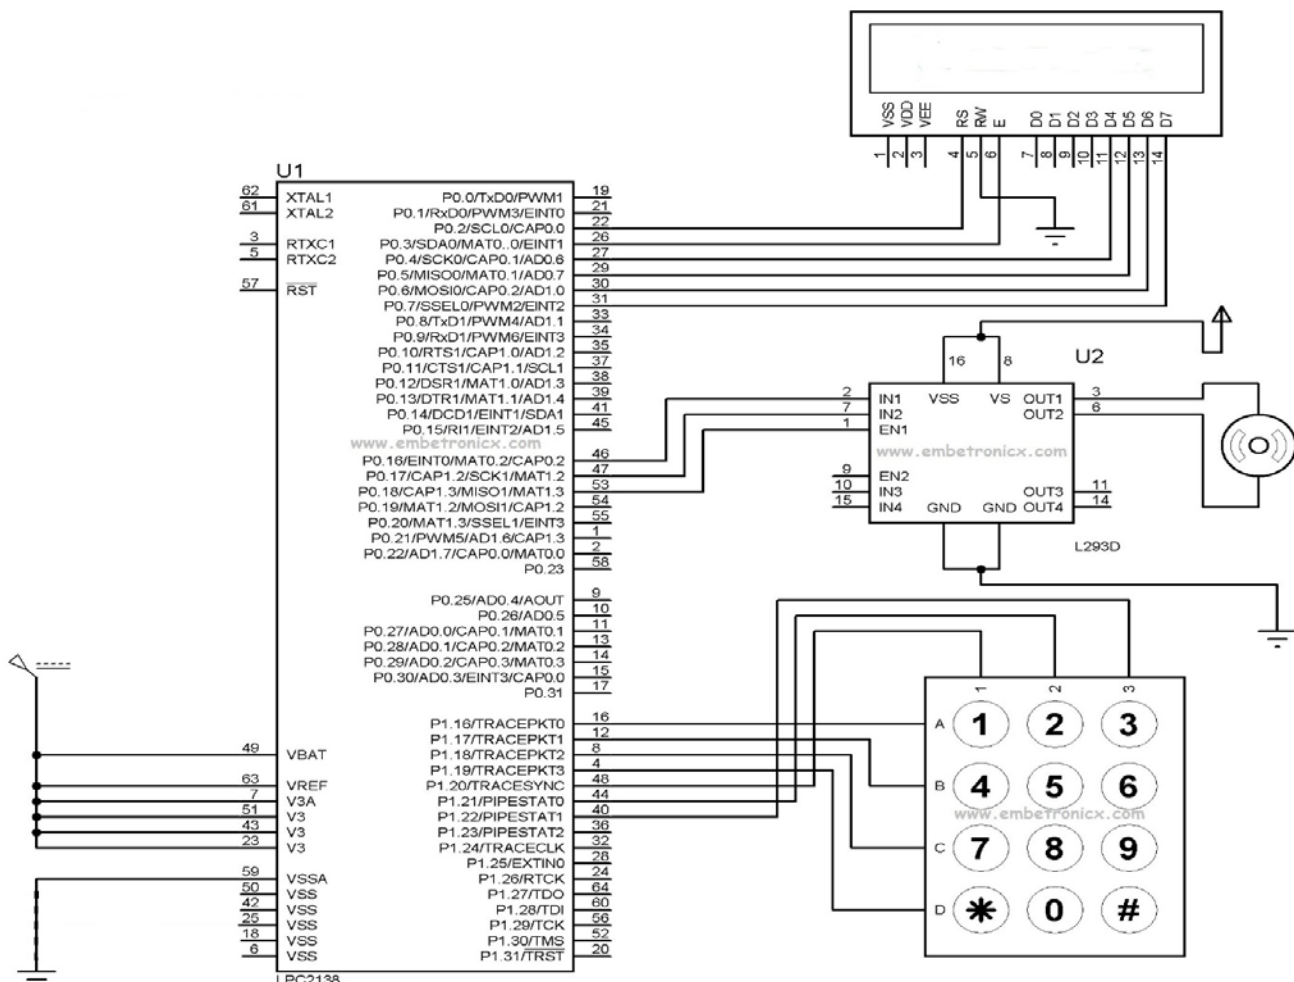 VSS VDD VEE RS RW E D0 D1 D2 D3 D4 D5 D6 D7
1 2 3 4 5 6 7 8 9 10 11 12 13 14
U1
62 XTAL1 P0.0/TxD0/PWM1 19
61 XTAL2 P0.1/RxD0/PWM3/EINT0 21
P0.2/SCL0/CAP0.0 22
3 RTXC1 P0.3/SDA0/MAT0..0/EINT1 26
5 RTXC2 P0.4/SCK0/CAP0.1/AD0.6 27
P0.5/MISO0/MAT0.1/AD0.7 29
57 RST P0.6/MOSI0/CAP0.2/AD1.0 30
P0.7/SSEL0/PWM2/EINT2 31
P0.8/TxD1/PWM4/AD1.1 33
P0.9/RxD1/PWM6/EINT3 34
P0.10/RTS1/CAP1.0/AD1.2 35
P0.11/CTS1/CAP1.1/SCL1 37
P0.12/DSR1/MAT1.0/AD1.3 38
P0.13/DTR1/MAT1.1/AD1.4 39
P0.14/DCD1/EINT1/SDA1 41
P0.15/RI1/EINT2/AD1.5 45
www.embetronicx.com
P0.16/EINT0/MAT0.2/CAP0.2 46
P0.17/CAP1.2/SCK1/MAT1.2 47
P0.18/CAP1.3/MISO1/MAT1.3 53
P0.19/MAT1.2/MOSI1/CAP1.2 54
P0.20/MAT1.3/SSEL1/EINT3 55
P0.21/PWM5/AD1.6/CAP1.3 1
P0.22/AD1.7/CAP0.0/MAT0.0 2
P0.23 58
P0.25/AD0.4/AOUT 9
P0.26/AD0.5 10
P0.27/AD0.0/CAP0.1/MAT0.1 11
P0.28/AD0.1/CAP0.2/MAT0.2 13
P0.29/AD0.2/CAP0.3/MAT0.3 14
P0.30/AD0.3/EINT3/CAP0.0 15
P0.31 17
P1.16/TRACEPKT0 16
P1.17/TRACEPKT1 12
49 VBAT P1.18/TRACEPKT2 8
P1.19/TRACEPKT3 4
63 VREF P1.20/TRACESYNC 48
7 V3A P1.21/PIPESTAT0 44
51 V3 P1.22/PIPESTAT1 40
43 V3 P1.23/PIPESTAT2 36
23 V3 P1.24/TRACECLK 32
P1.25/EXTIN0 28
59 VSSA P1.26/RTCK 24
50 VSS P1.27/TDO 64
42 VSS P1.28/TDI 60
25 VSS P1.29/TCK 56
18 VSS P1.30/TMS 52
6 VSS P1.31/TRST 20
LPC2138
U2
16 8
2 IN1 VSS VS OUT1 3
7 IN2 OUT2 6
1 EN1
www.embetronicx.com
9 EN2
10 IN3 OUT3 11
15 IN4 GND GND OUT4 14
L293D
1 2 3
A 1 2 3
B 4 5 6
www.embetronicx.com
C 7 8 9
D * 0 #